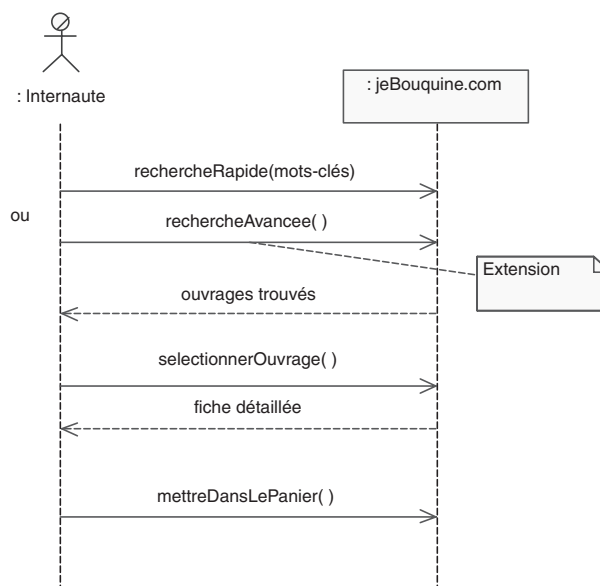 : Internaute
: jeBouquine.com
rechercheRapide(mots-clés)
ou
rechercheAvancee( )
Extension
ouvrages trouvés
selectionnerOuvrage( )
fiche détaillée
mettreDansLePanier( )